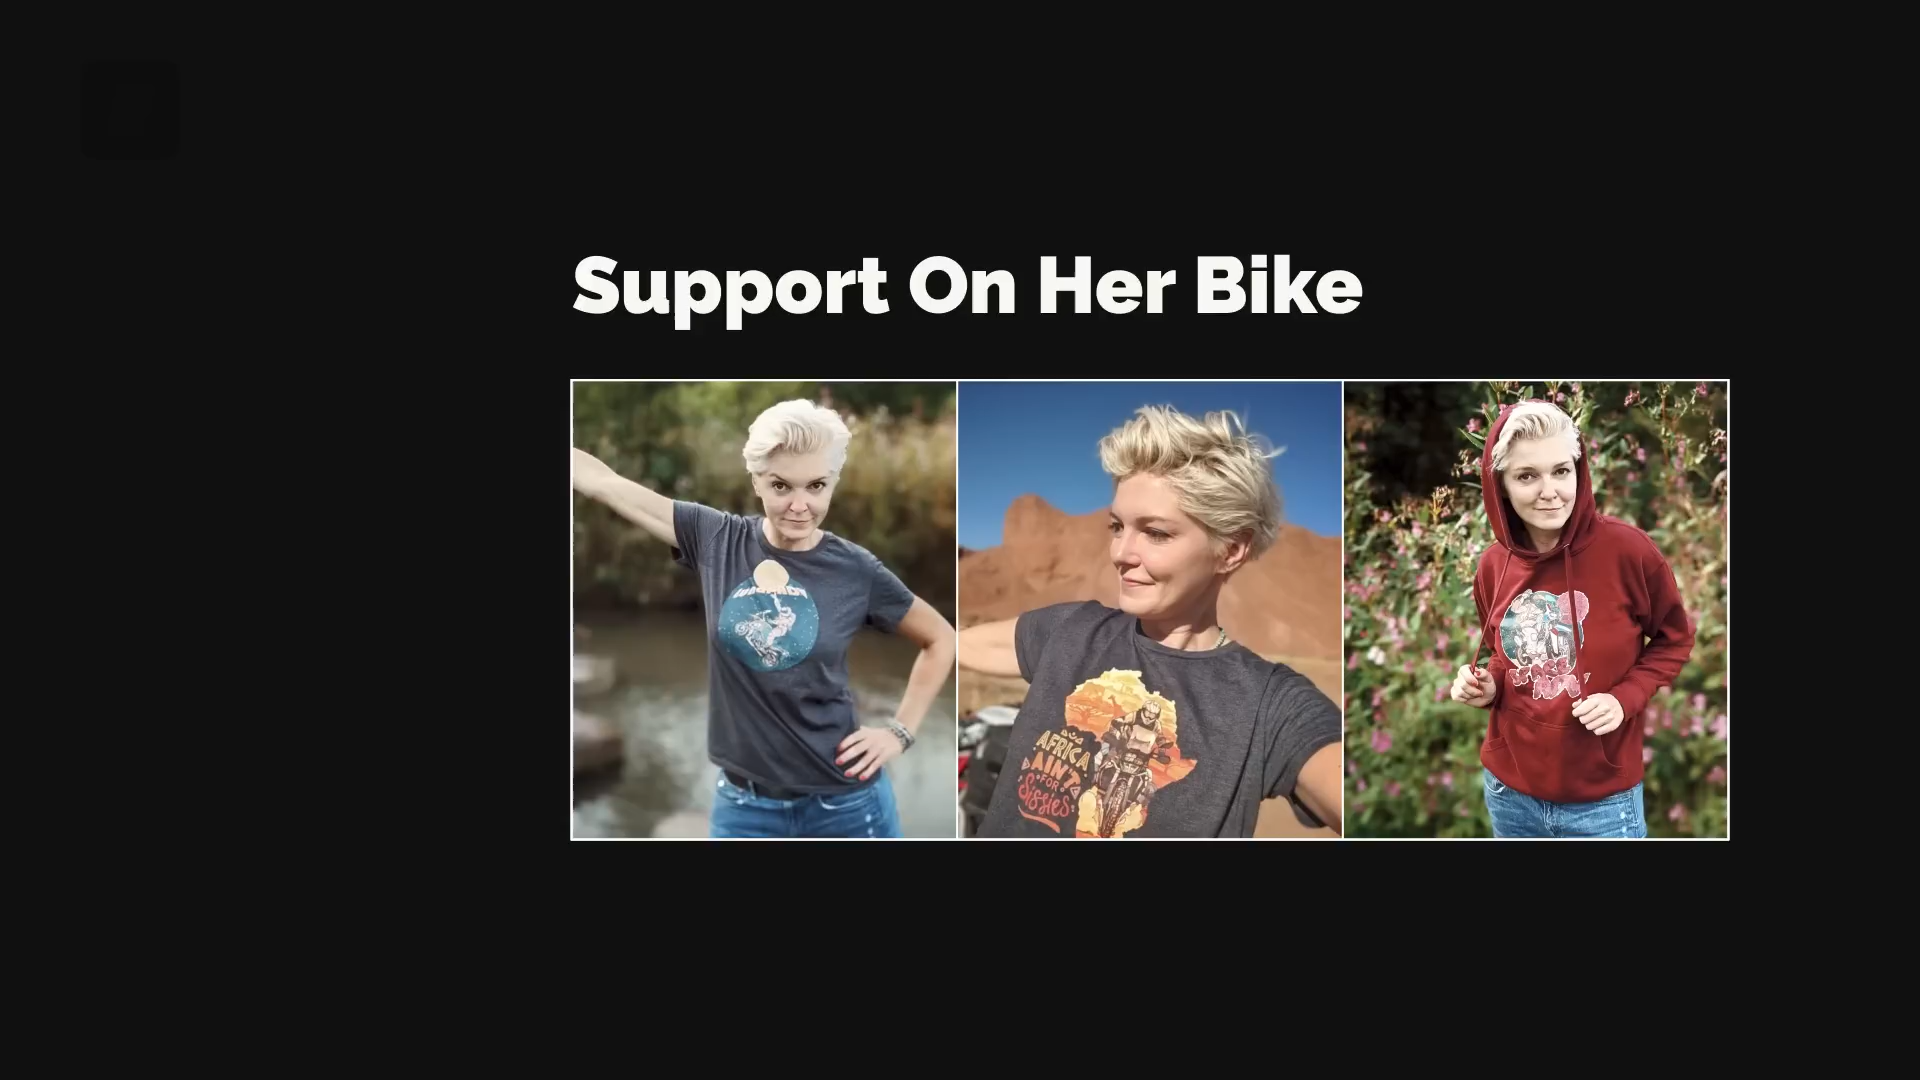 Support On Her Bike
AFRICA
AIN'T
FOR
Sissies